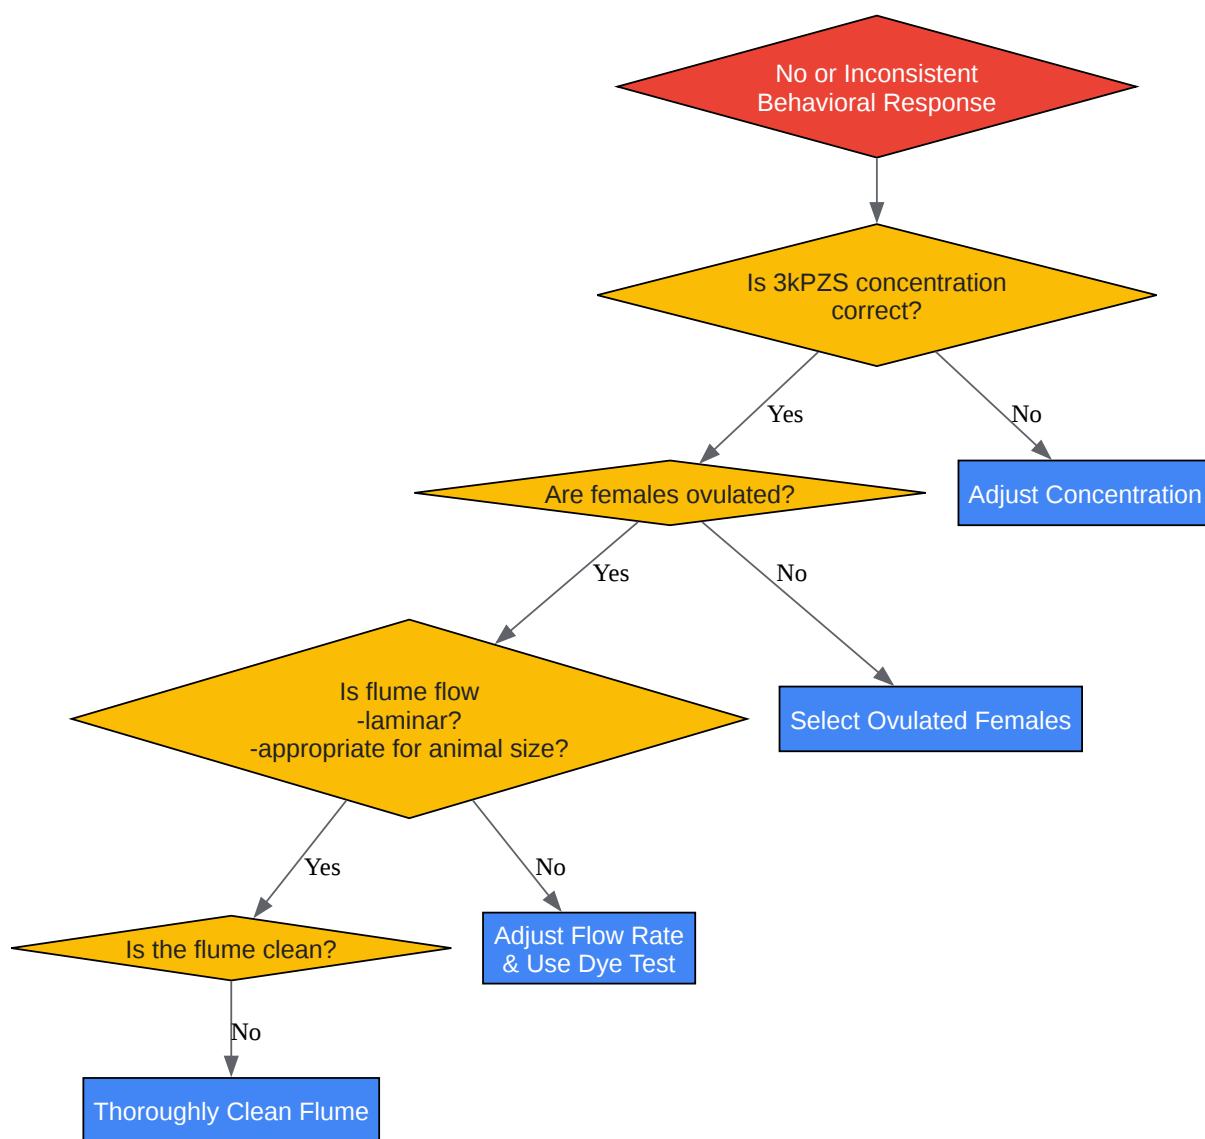 No or Inconsistent
Behavioral Response
Is 3kPZS concentration
correct?
Yes
No
Are females ovulated?
Adjust Concentration
Yes
No
Is flume flow
-laminar?
-appropriate for animal size?
Select Ovulated Females
Yes
No
Is the flume clean?
Adjust Flow Rate
& Use Dye Test
No
Thoroughly Clean Flume